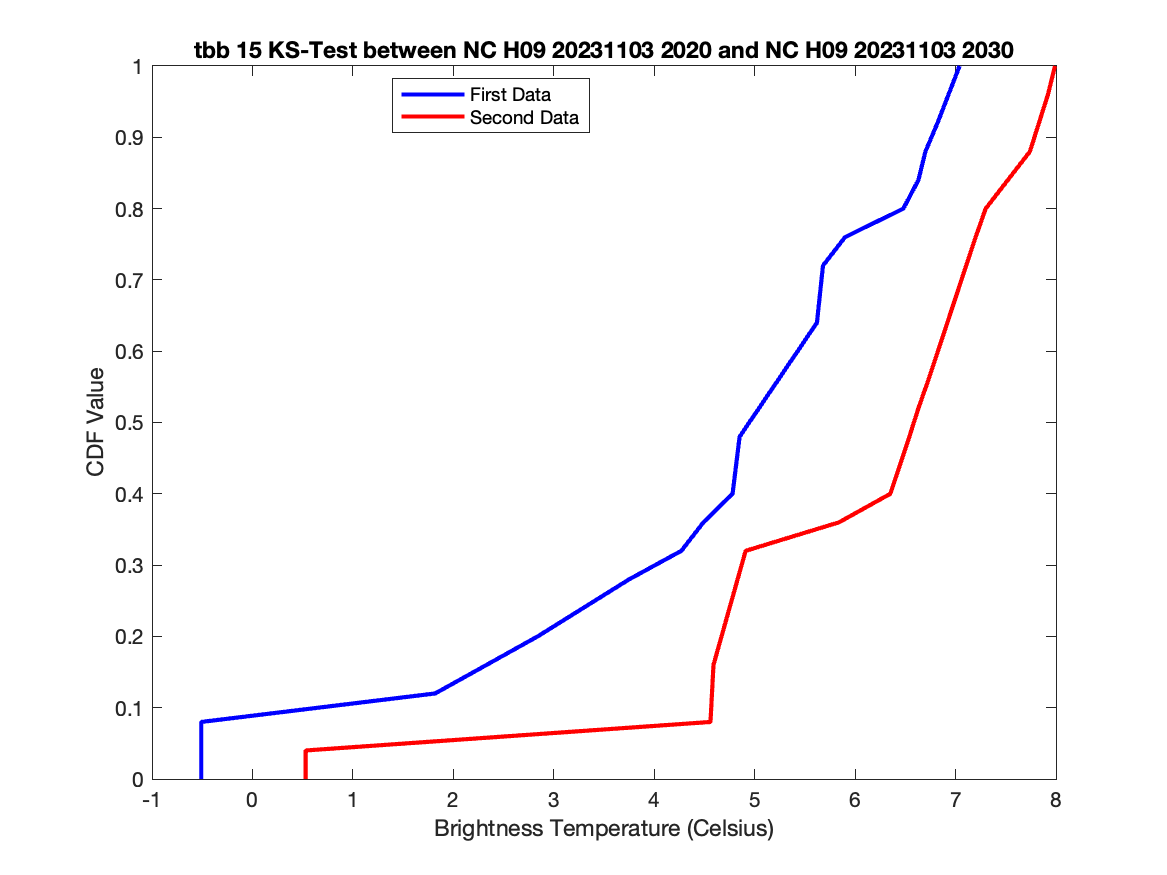 tbb 15 KS-Test between NC H09 20231103 2020 and NC H09 20231103 2030
First Data
Second Data
CDF Value
1
0.9
0.8
0.7
0.6
0.5
0.4
0.3
0.2
0.1
0
-1 0 1 2 3 4 5 6 7 8
Brightness Temperature (Celsius)